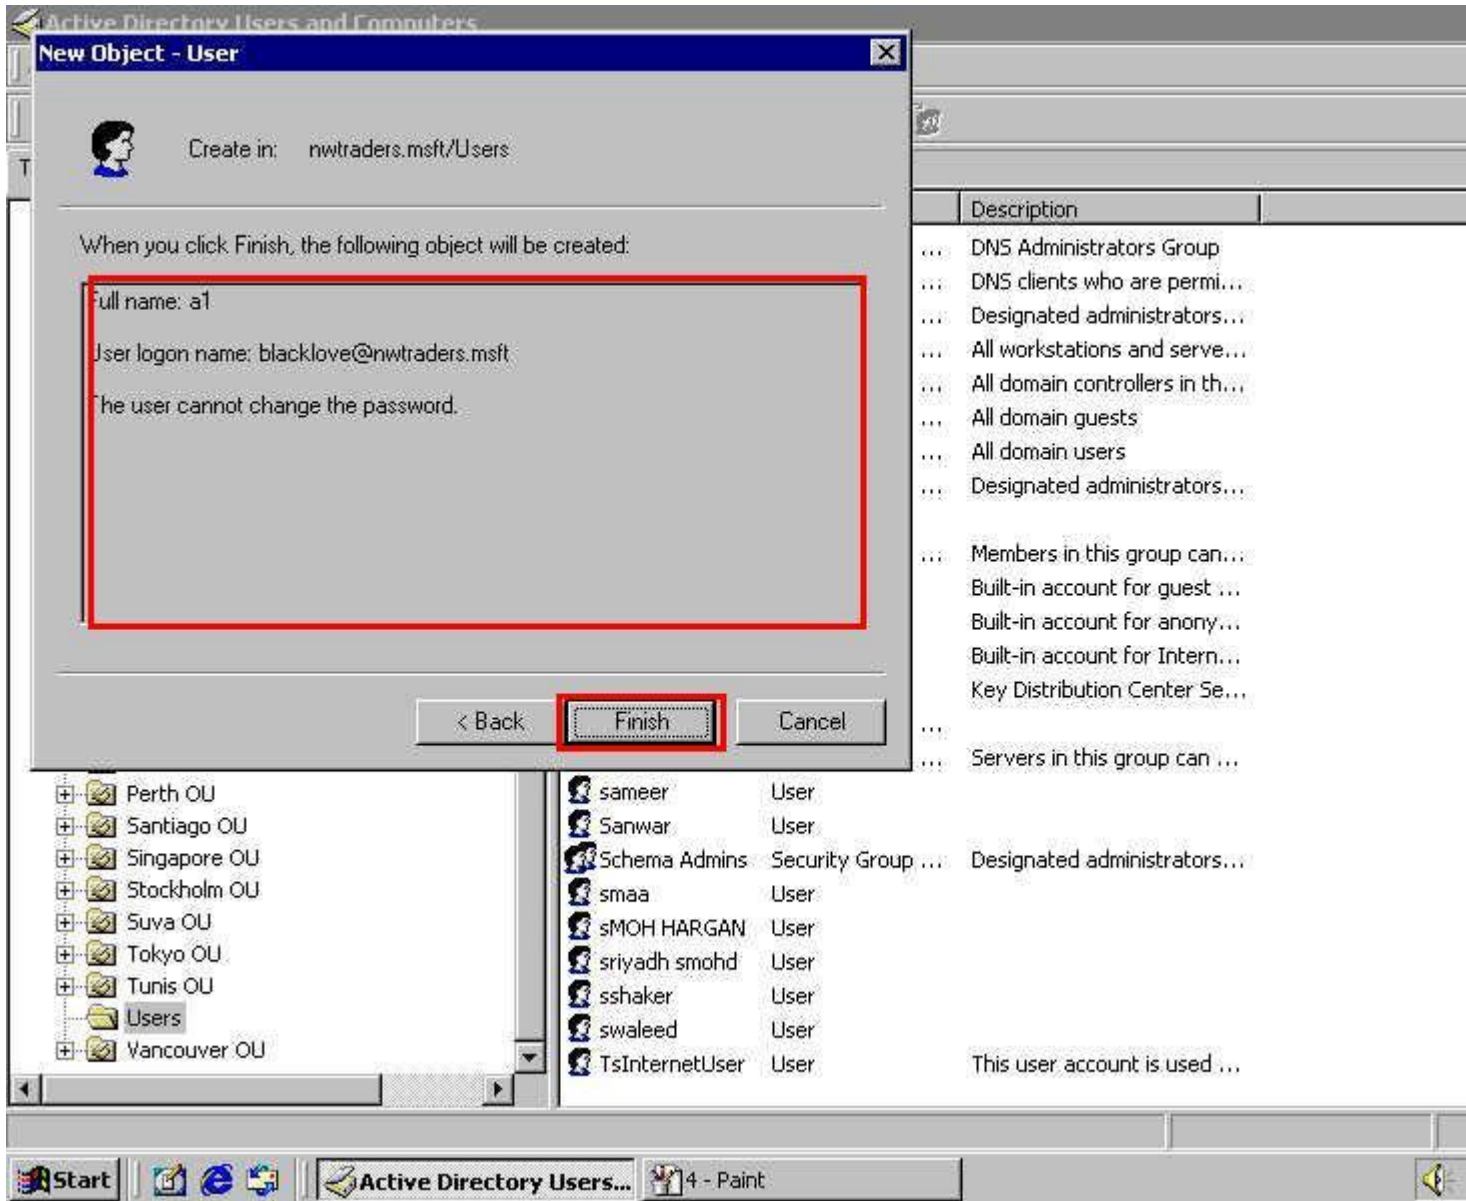 Active Directory Users and Computers
New Object - User
Create in: nwtraders.msft/Users
When you click Finish, the following object will be created:
Full name: a1
User logon name: blacklove@nwtraders.msft
The user cannot change the password.
< Back
Finish
Cancel
T
Description
... DNS Administrators Group
... DNS clients who are permi...
... Designated administrators...
... All workstations and serve...
... All domain controllers in th...
... All domain guests
... All domain users
... Designated administrators...
... Members in this group can...
Built-in account for guest ...
Built-in account for anony...
Built-in account for Intern...
Key Distribution Center Se...
...
... Servers in this group can ...
Perth OU
Santiago OU
Singapore OU
Stockholm OU
Suva OU
Tokyo OU
Tunis OU
Users
Vancouver OU
sameer User
Sanwar User
Schema Admins Security Group ... Designated administrators...
smaa User
sMOH HARGAN User
sriyadh smohd User
sshaker User
swaleed User
TsInternetUser User This user account is used ...
Start
Active Directory Users...
4 - Paint